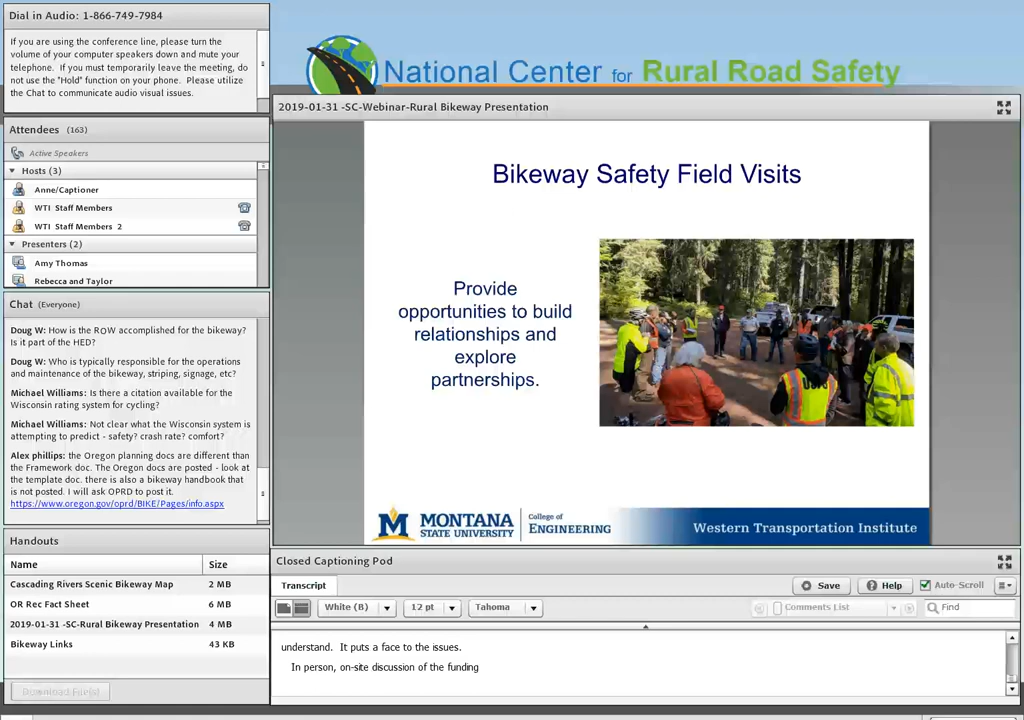 Dial in Audio: 1-866-749-7984
If you are using the conference line, please turn the
volume of your computer speakers down and mute your
telephone. If you must temporarily leave the meeting, do
not use the "Hold" function on your phone. Please utilize
the Chat to communicate audio visual issues.
National Center for Rural Road Safety
Attendees (163)
Active Speakers
Hosts (3)
Anne/Captioner
WTI Staff Members
WTI Staff Members 2
Presenters (2)
Amy Thomas
Rebecca and Taylor
Chat (Everyone)
Doug W: How is the ROW accomplished for the bikeway?
Is it part of the HED?
Doug W: Who is typically responsible for the operations
and maintenance of the bikeway, striping, signage, etc?
Michael Williams: Is there a citation available for the
Wisconsin rating system for cycling?
Michael Williams: Not clear what the Wisconsin system is
attempting to predict - safety? crash rate? comfort?
Alex phillips: the Oregon planning docs are different than
the Framework doc. The Oregon docs are posted - look at
the template doc. there is also a bikeway handbook that
is not posted. I will ask OPRD to post it.
https://www.oregon.gov/oprd/BIKE/Pages/info.aspx
Handouts
Name Size
Cascading Rivers Scenic Bikeway Map 2 MB
OR Rec Fact Sheet 6 MB
2019-01-31 -SC-Rural Bikeway Presentation 4 MB
Bikeway Links 43 KB
Download File(s)
2019-01-31 -SC-Webinar-Rural Bikeway Presentation
Bikeway Safety Field Visits
Provide
opportunities to build
relationships and
explore
partnerships.
M MONTANA
STATE UNIVERSITY
College of
ENGINEERING
Western Transportation Institute
Closed Captioning Pod
Transcript Save Help Auto-Scroll
White (B) 12 pt Tahoma Comments List Find
understand. It puts a face to the issues.
In person, on-site discussion of the funding